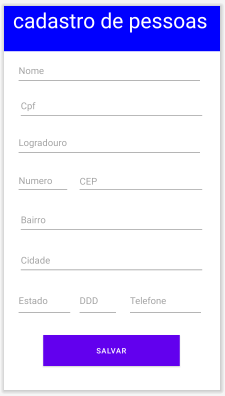 cadastro de pessoas
Nome
Cpf
Logradouro
Numero CEP
Bairro
Cidade
Estado DDD Telefone
SALVAR